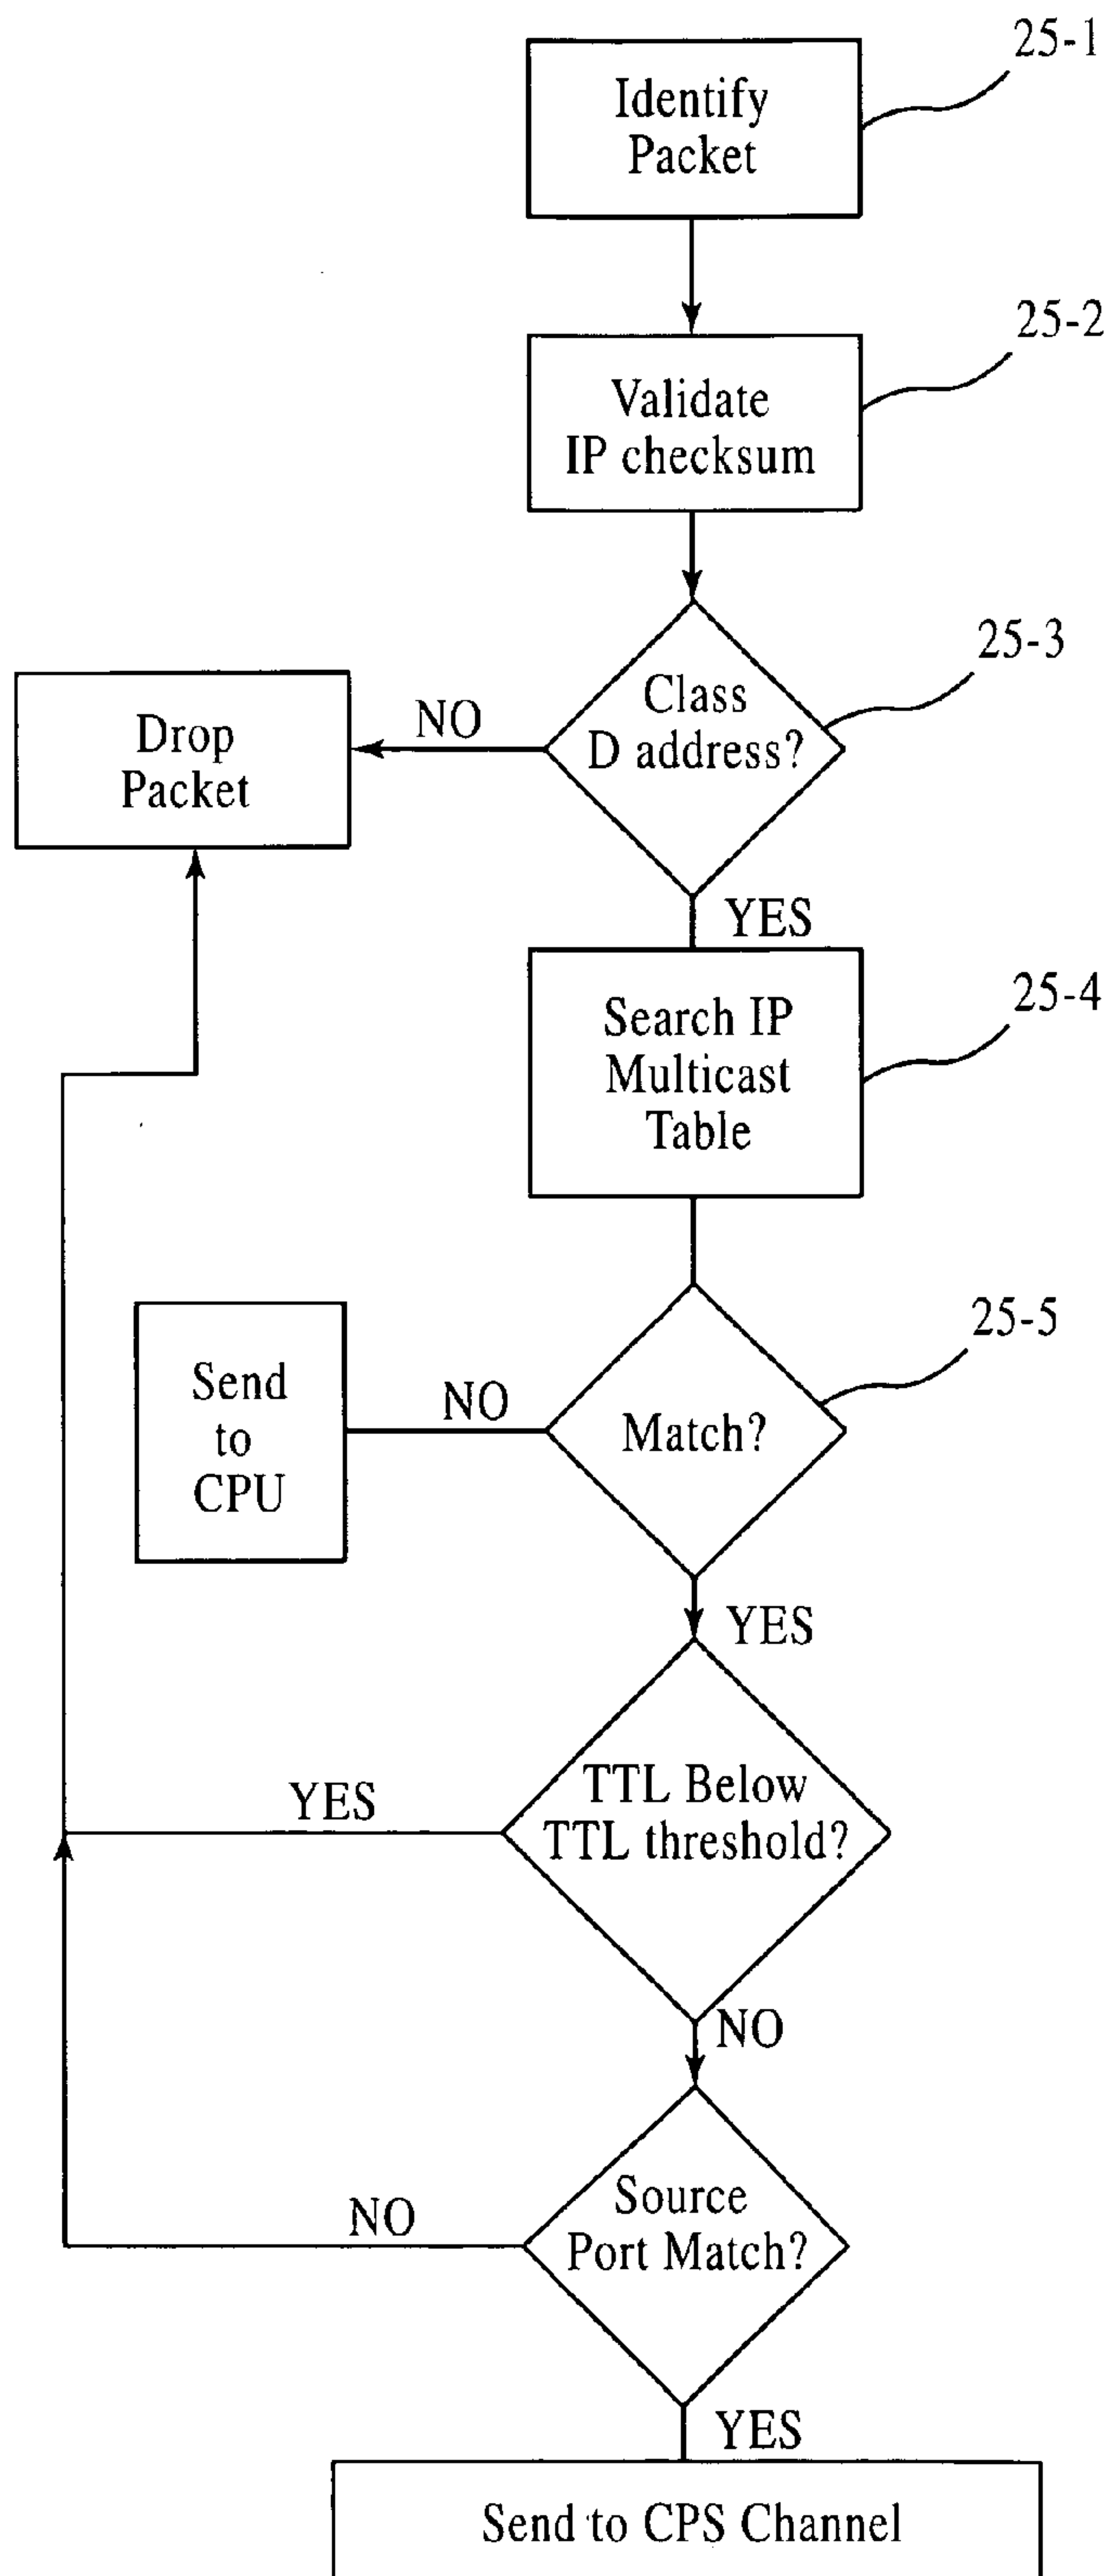 25-1
Identify
Packet
25-2
Validate
IP checksum
25-3
Class
D address?
NO
Drop
Packet
YES
25-4
Search IP
Multicast
Table
25-5
Match?
NO
Send
to
CPU
YES
TTL Below
TTL threshold?
YES
NO
Source
Port Match?
NO
YES
Send to CPS Channel